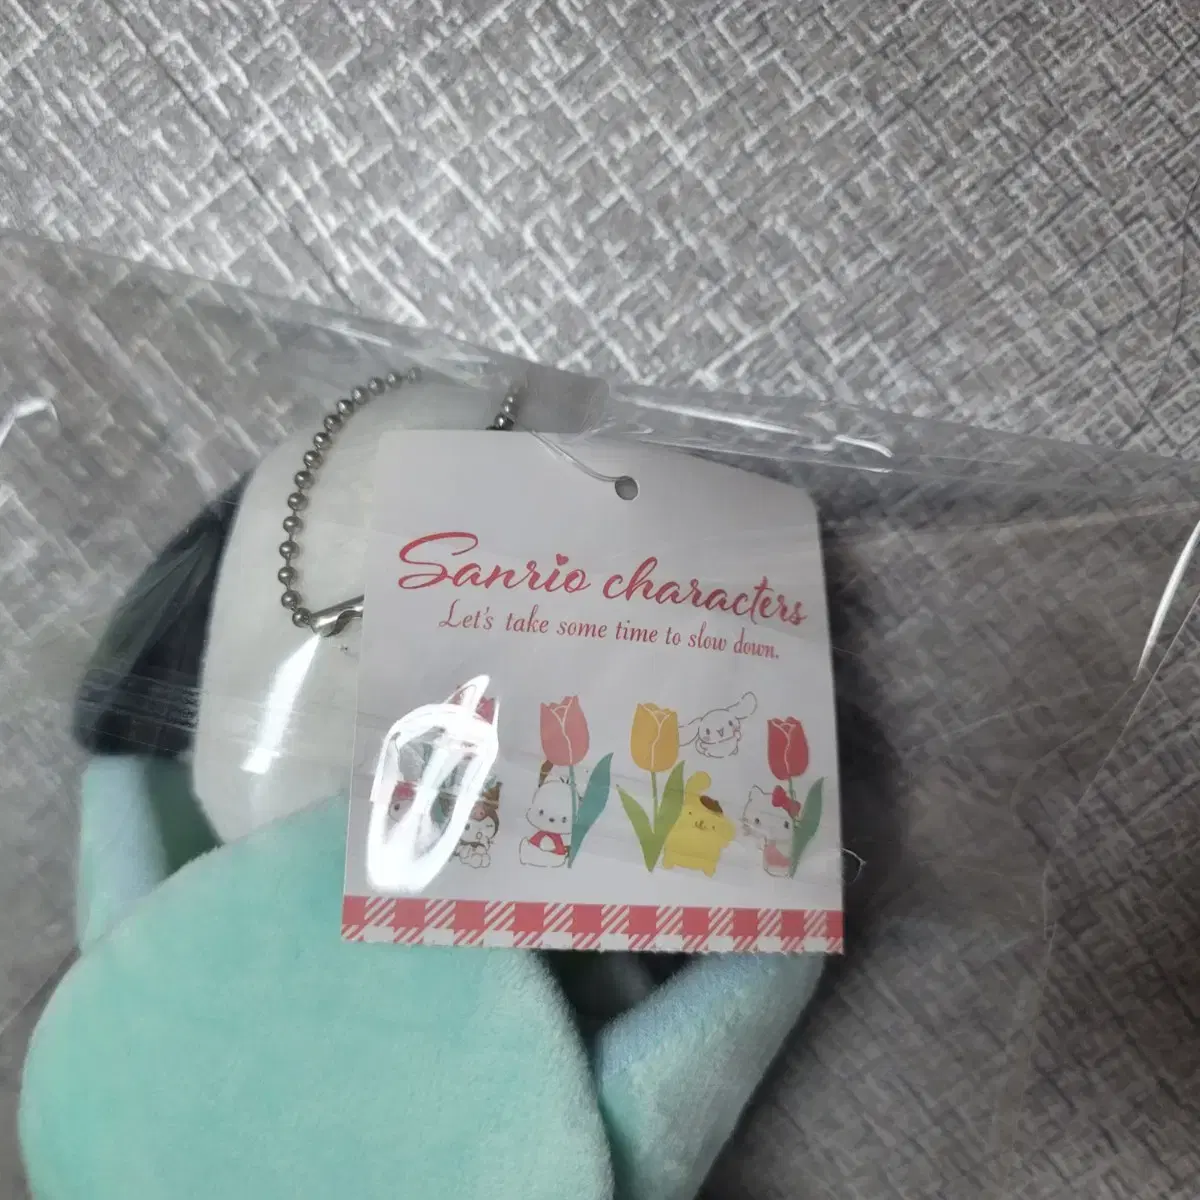 Sanrio characters
Let's take some time to slow down.